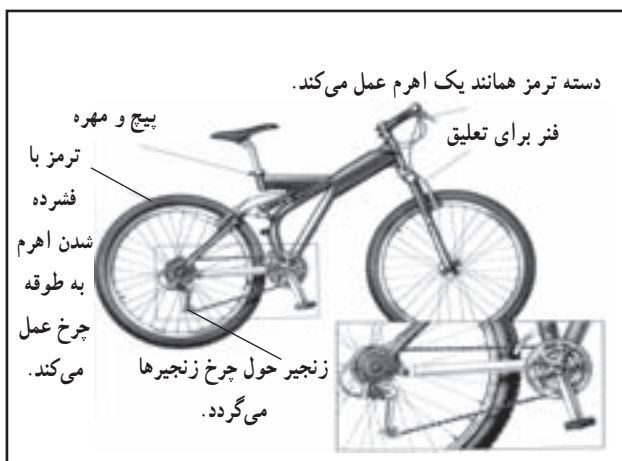 دسته ترمز همانند یک اهرم عمل می‌کند.
پیچ و مهره
فنر برای تعلیق
ترمز با
فشرده
شدن اهرم
به طوقه
چرخ عمل
می‌کند.
زنجیر حول چرخ زنجیرها
می‌گردد.